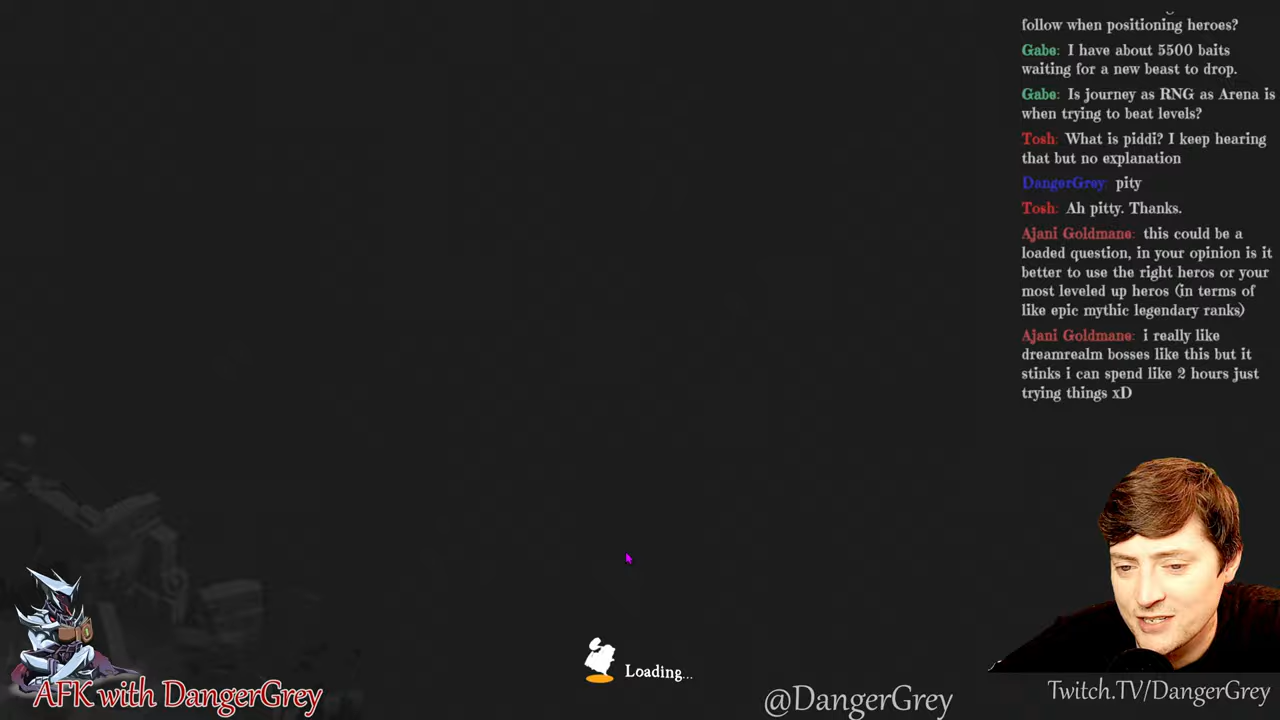 follow when positioning heroes?
Gabe: I have about 5500 baits
waiting for a new beast to drop.
Gabe: Is journey as RNG as Arena is
when trying to beat levels?
Tosh: What is piddi? I keep hearing
that but no explanation
DangerGrey: pity
Tosh: Ah pitty. Thanks.
Ajani Goldmane: this could be a
loaded question, in your opinion is it
better to use the right heros or your
most leveled up heros (in terms of
like epic mythic legendary ranks)
Ajani Goldmane: i really like
dreamrealm bosses like this but it
stinks i can spend like 2 hours just
trying things xD
Loading...
AFK with DangerGrey
@DangerGrey
Twitch.TV/DangerGrey